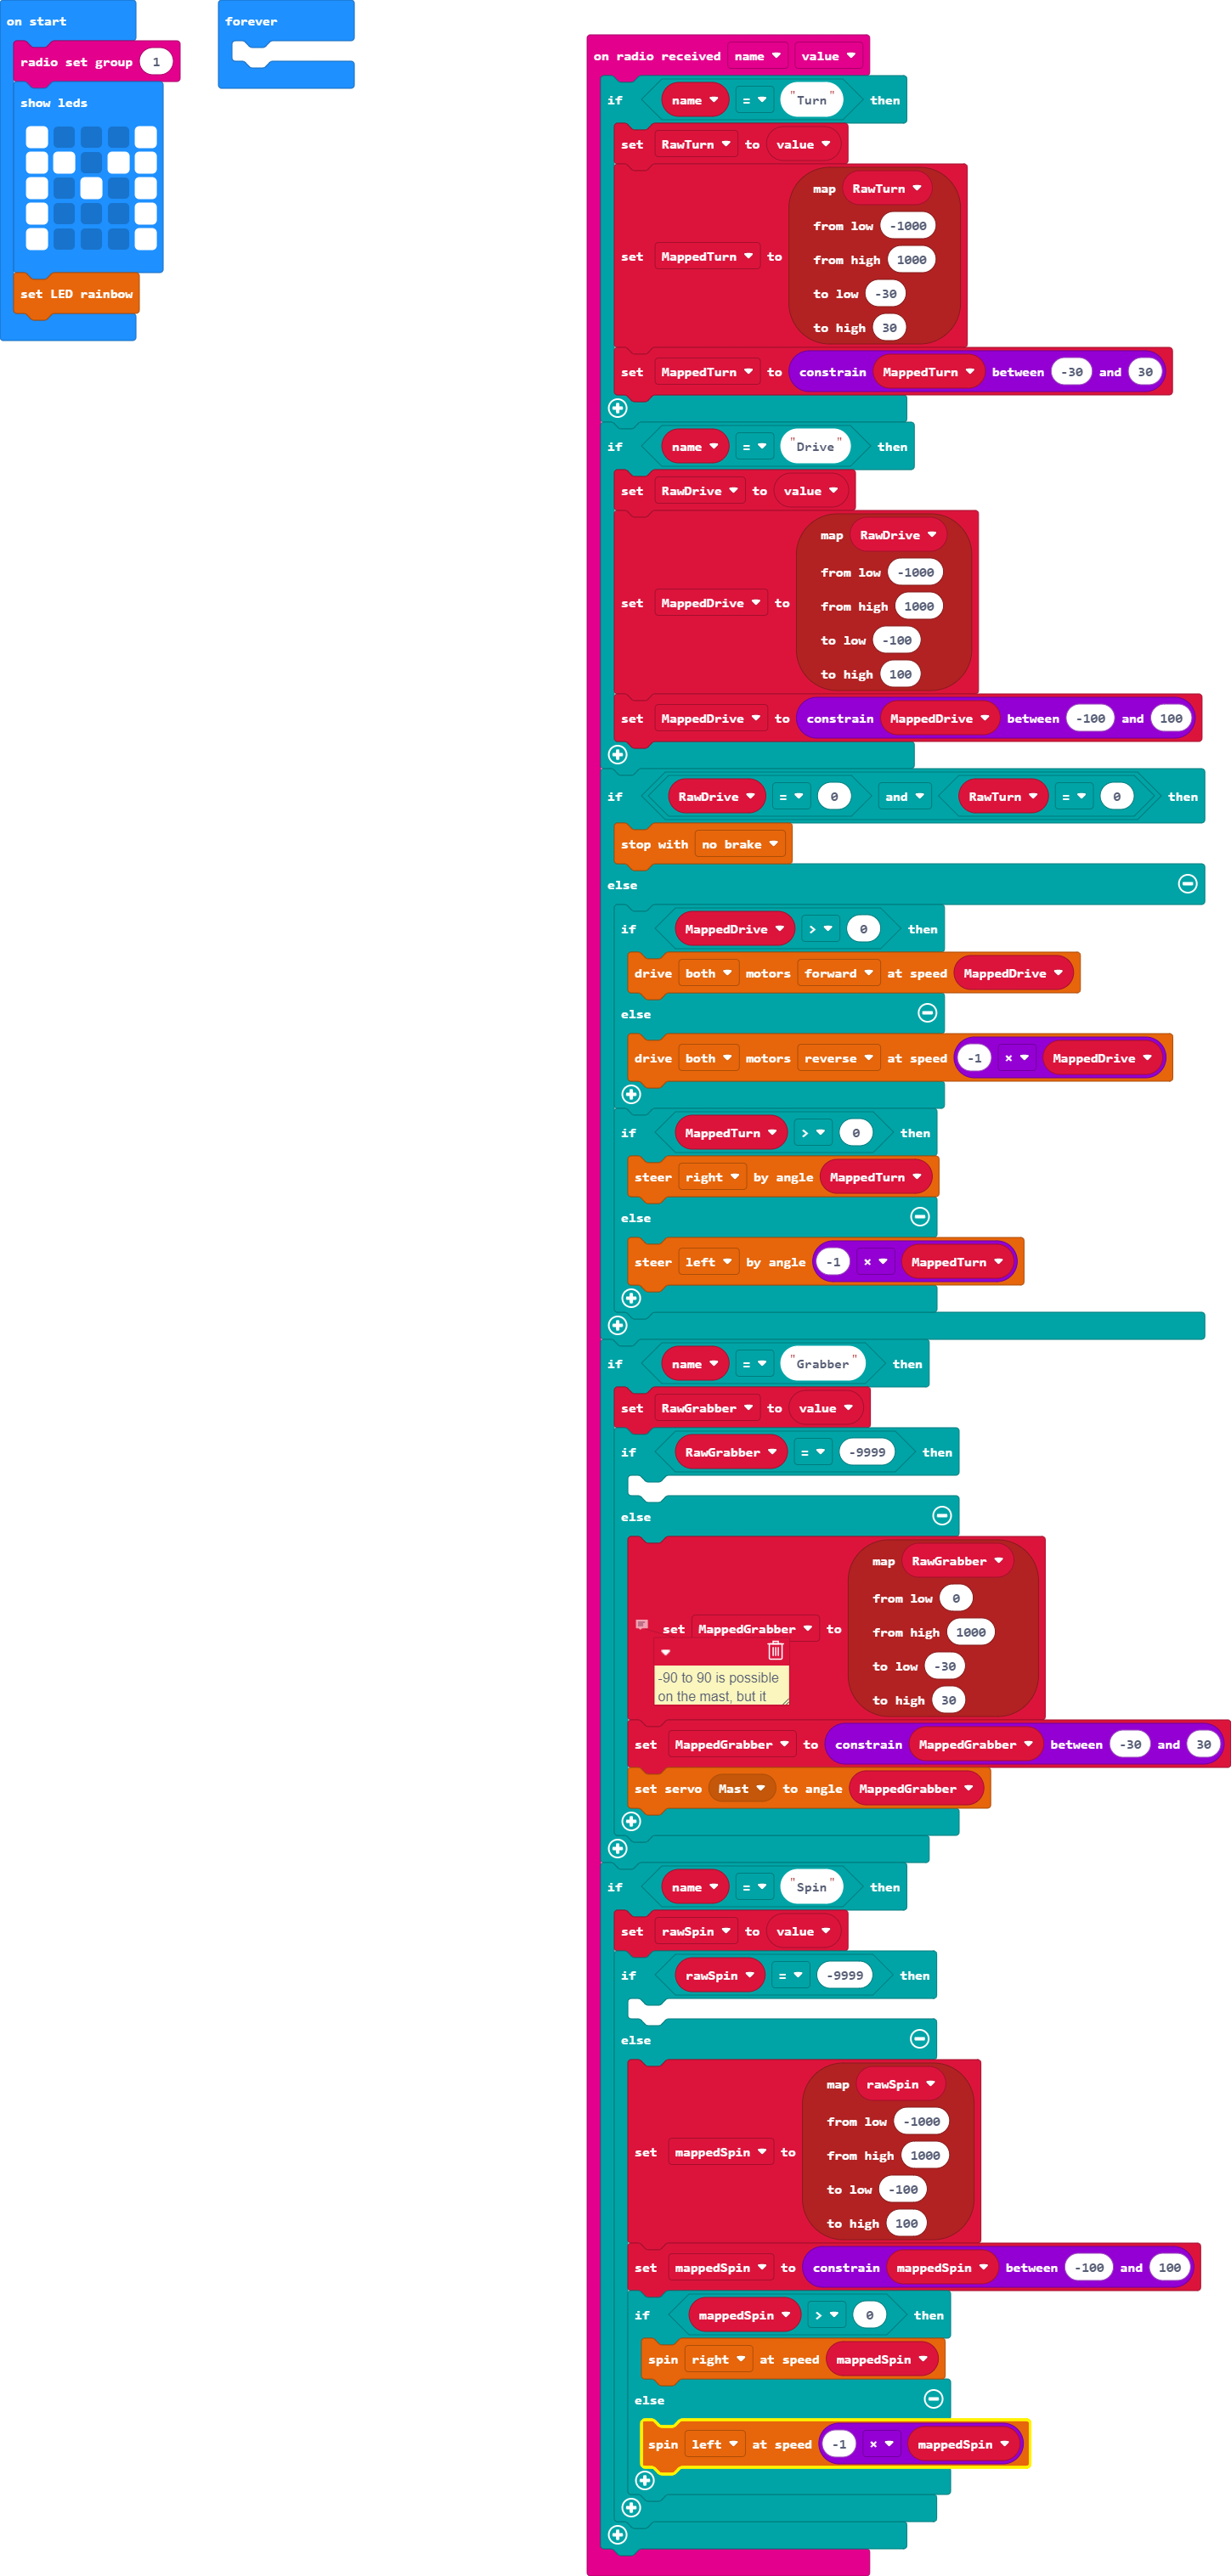 on start
radio set group 1
show leds
set LED rainbow
forever
on radio received name value
if name = "Turn" then
set RawTurn to value
set MappedTurn to map RawTurn
from low -1000
from high 1000
to low -30
to high 30
set MappedTurn to constrain MappedTurn between -30 and 30
if name = "Drive" then
set RawDrive to value
set MappedDrive to map RawDrive
from low -1000
from high 1000
to low -100
to high 100
set MappedDrive to constrain MappedDrive between -100 and 100
if RawDrive = 0 and RawTurn = 0 then
stop with no brake
else
if MappedDrive > 0 then
drive both motors forward at speed MappedDrive
else
drive both motors reverse at speed -1 × MappedDrive
if MappedTurn > 0 then
steer right by angle MappedTurn
else
steer left by angle -1 × MappedTurn
if name = "Grabber" then
set RawGrabber to value
if RawGrabber = -9999 then
else
set MappedGrabber to map RawGrabber
from low 0
from high 1000
to low -30
to high 30
-90 to 90 is possible
on the mast, but it
set MappedGrabber to constrain MappedGrabber between -30 and 30
set servo Mast to angle MappedGrabber
if name = "Spin" then
set rawSpin to value
if rawSpin = -9999 then
else
set mappedSpin to map rawSpin
from low -1000
from high 1000
to low -100
to high 100
set mappedSpin to constrain mappedSpin between -100 and 100
if mappedSpin > 0 then
spin right at speed mappedSpin
else
spin left at speed -1 × mappedSpin